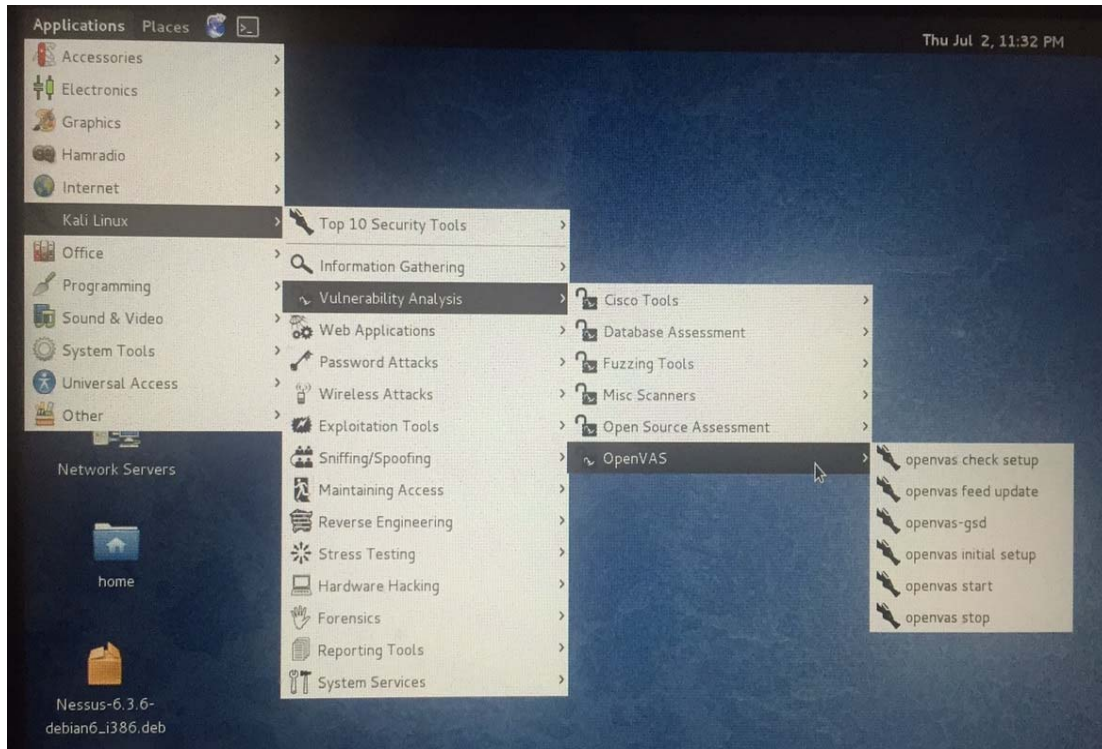 Applications Places
Thu Jul 2, 11:32 PM
Accessories
Electronics
Graphics
Hamradio
Internet
Kali Linux
Office
Programming
Sound & Video
System Tools
Universal Access
Other
Top 10 Security Tools
Information Gathering
Vulnerability Analysis
Web Applications
Password Attacks
Wireless Attacks
Exploitation Tools
Sniffing/Spoofing
Maintaining Access
Reverse Engineering
Stress Testing
Hardware Hacking
Forensics
Reporting Tools
System Services
Cisco Tools
Database Assessment
Fuzzing Tools
Misc Scanners
Open Source Assessment
OpenVAS
openvas check setup
openvas feed update
openvas-gsd
openvas initial setup
openvas start
openvas stop
Network Servers
home
Nessus-6.3.6-
debian6_i386.deb